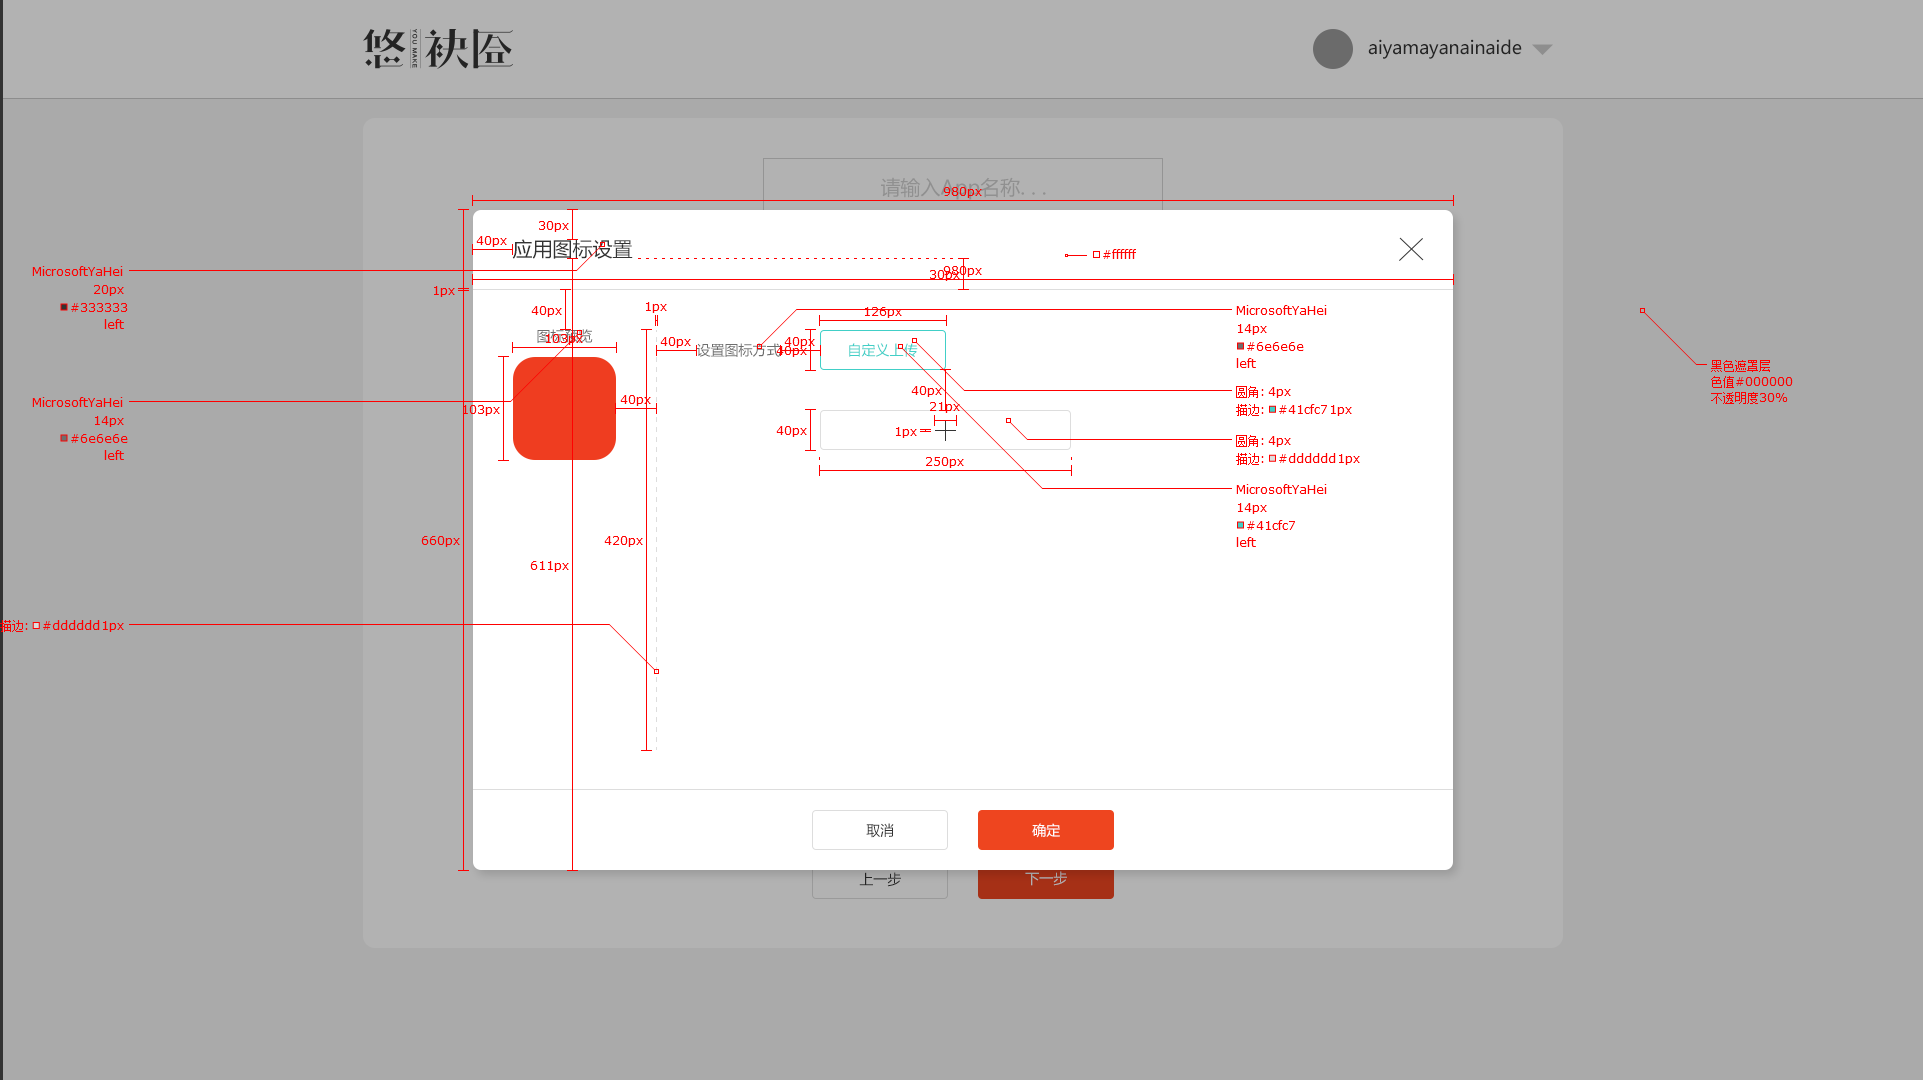 悠袂匼
YOU MAKE
aiyamayanainaide
请输入App名称...
980px
30px
40px
应用图标设置
#ffffff
980px
30px
MicrosoftYaHei
20px
#333333
left
1px
40px
1px
126px
MicrosoftYaHei
14px
#6e6e6e
left
图标预览
103px
40px
设置图标方式
40px
40px
自定义上传
黑色遮罩层
色值#000000
不透明度30%
MicrosoftYaHei
14px
#6e6e6e
left
103px
40px
40px
21px
圆角: 4px
描边: #41cfc7 1px
40px
1px
圆角: 4px
描边: #dddddd 1px
250px
MicrosoftYaHei
14px
#41cfc7
left
660px
420px
611px
描边: #dddddd 1px
取消
确定
上一步
下一步